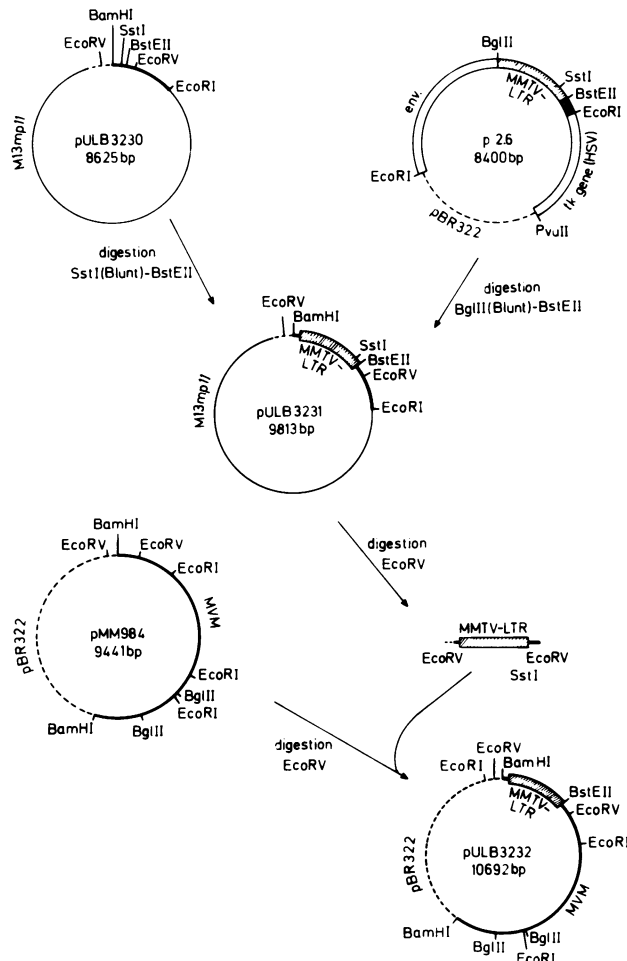 BamHI
SstI
BstEII
EcoRV
EcoRV
EcoRI
M13mp11
pULB3230
8625bp
BglII
MMTV-
LTR
SstI
BstEII
EcoRI
env.
p 2.6
8400bp
EcoRI
tk gene(HSV)
pBR322
PvuII
digestion
SstI(Blunt)-BstEII
digestion
BglII(Blunt)-BstEII
EcoRV
BamHI
SstI
BstEII
EcoRV
MMTV-
LTR
M13mp11
EcoRI
pULB3231
9813bp
digestion
EcoRV
BamHI
EcoRV
EcoRV
EcoRI
MVM
pBR322
pMM984
9441bp
EcoRI
BglII
EcoRI
BamHI
BglII
MMTV-LTR
EcoRV
EcoRV
SstI
digestion
EcoRV
EcoRV
EcoRI
BamHI
BstEII
MMTV-
LTR
EcoRV
EcoRI
pBR322
pULB3232
10692bp
MVM
BamHI
BglII
BglII
EcoRI